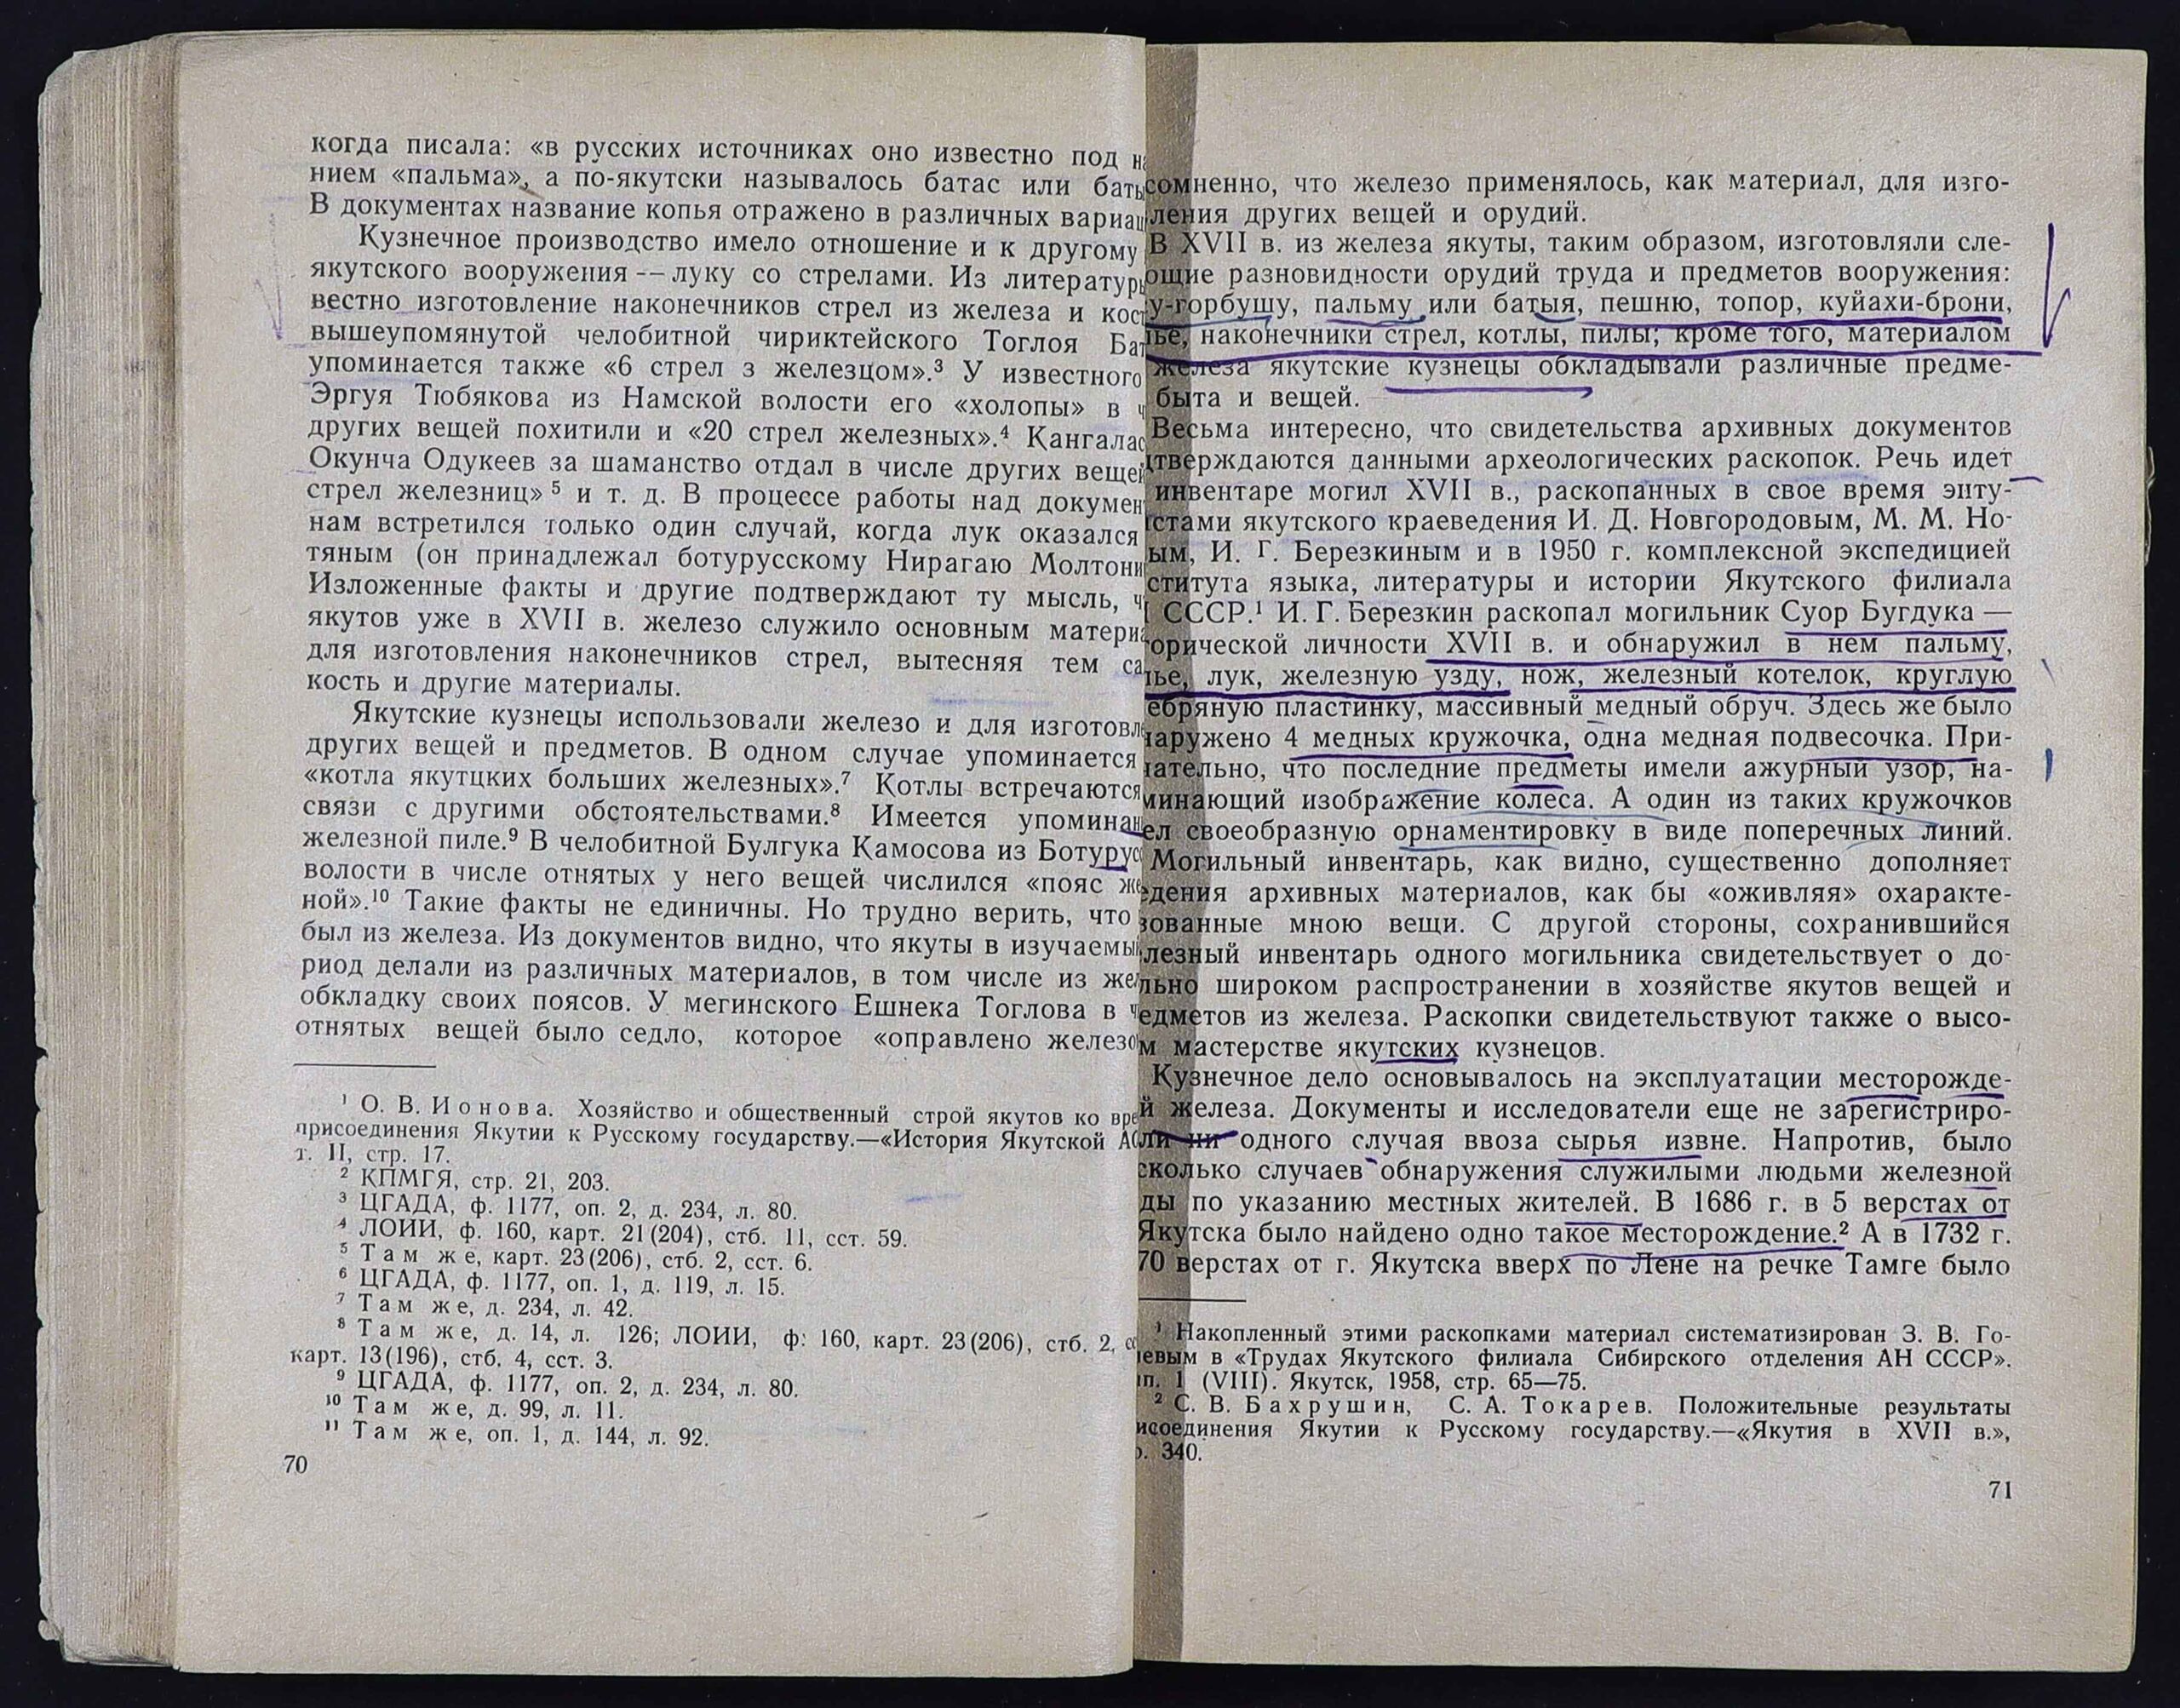 когда писала: «в русских источниках оно известно под
нием «пальма», а по-якутски называлось батас или
В документах название копья отражено в различных
Кузнечное производство имело отношение и к другому
якутского вооружения -- луку со стрелами. Из
вестно изготовление наконечников стрел из железа и
вышеупомянутой челобитной чириктейского Тоглоя
упоминается также «6 стрел з железцом».³ У известного
Эргуя Тюбякова из Намской волости его «холопы» в
других вещей похитили и «20 стрел железных».⁴
Окунча Одукеев за шаманство отдал в числе других
стрел железниц» ⁵ и т. д. В процессе работы над
нам встретился только один случай, когда лук оказался
тяным (он принадлежал ботурусскому Нирагаю
Изложенные факты и другие подтверждают ту мысль,
якутов уже в XVII в. железо служило основным
для изготовления наконечников стрел, вытесняя тем
кость и другие материалы.
Якутские кузнецы использовали железо и для
других вещей и предметов. В одном случае упоминается
«котла якутцких больших железных».⁷ Котлы встречаются
связи с другими обстоятельствами.⁸ Имеется
железной пиле.⁹ В челобитной Булгука Камосова из
волости в числе отнятых у него вещей числился «пояс
ной».¹⁰ Такие факты не единичны. Но трудно верить, что
был из железа. Из документов видно, что якуты в
риод делали из различных материалов, в том числе из
обкладку своих поясов. У мегинского Ешнека Тоглова в
отнятых вещей было седло, которое «оправлено
¹ О. В. Ионова. Хозяйство и общественный строй якутов ко
присоединения Якутии к Русскому государству.—«История Якутской
т. II, стр. 17.
² КПМГЯ, стр. 21, 203.
³ ЦГАДА, ф. 1177, оп. 2, д. 234, л. 80.
⁴ ЛОИИ, ф. 160, карт. 21(204), стб. 11, сст. 59.
⁵ Там же, карт. 23(206), стб. 2, сст. 6.
⁶ ЦГАДА, ф. 1177, оп. 1, д. 119, л. 15.
⁷ Там же, д. 234, л. 42.
⁸ Там же, д. 14, л. 126; ЛОИИ, ф: 160, карт. 23(206), стб. 2,
карт. 13(196), стб. 4, сст. 3.
⁹ ЦГАДА, ф. 1177, оп. 2, д. 234, л. 80.
¹⁰ Там же, д. 99, л. 11.
¹¹ Там же, оп. 1, д. 144, л. 92.
70
сомненно, что железо применялось, как материал, для изго-
ления других вещей и орудий.
В XVII в. из железа якуты, таким образом, изготовляли сле-
ющие разновидности орудий труда и предметов вооружения:
у-горбушу, пальму или батыя, пешню, топор, куйахи-брони,
наконечники стрел, котлы, пилы; кроме того, материалом
железа якутские кузнецы обкладывали различные предме-
быта и вещей.
Весьма интересно, что свидетельства архивных документов
тверждаются данными археологических раскопок. Речь идет
инвентаре могил XVII в., раскопанных в свое время энту-
стами якутского краеведения И. Д. Новгородовым, М. М. Но-
ым, И. Г. Березкиным и в 1950 г. комплексной экспедицией
ститута языка, литературы и истории Якутского филиала
СССР.¹ И. Г. Березкин раскопал могильник Суор Бугдука —
орической личности XVII в. и обнаружил в нем пальму,
лук, железную узду, нож, железный котелок, круглую
ебряную пластинку, массивный медный обруч. Здесь же было
аружено 4 медных кружочка, одна медная подвесочка. При-
ательно, что последние предметы имели ажурный узор, на-
минающий изображение колеса. А один из таких кружочков
ел своеобразную орнаментировку в виде поперечных линий.
Могильный инвентарь, как видно, существенно дополняет
едения архивных материалов, как бы «оживляя» охаракте-
зованные мною вещи. С другой стороны, сохранившийся
лезный инвентарь одного могильника свидетельствует о до-
льно широком распространении в хозяйстве якутов вещей и
едметов из железа. Раскопки свидетельствуют также о высо-
м мастерстве якутских кузнецов.
Кузнечное дело основывалось на эксплуатации месторожде-
й железа. Документы и исследователи еще не зарегистриро-
ли ни одного случая ввоза сырья извне. Напротив, было
сколько случаев обнаружения служилыми людьми железной
ды по указанию местных жителей. В 1686 г. в 5 верстах от
Якутска было найдено одно такое месторождение.² А в 1732 г.
70 верстах от г. Якутска вверх по Лене на речке Тамге было
¹ Накопленный этими раскопками материал систематизирован З. В. Го-
евым в «Трудах Якутского филиала Сибирского отделения АН СССР».
п. 1 (VIII). Якутск, 1958, стр. 65—75.
² С. В. Бахрушин, С. А. Токарев. Положительные результаты
исоединения Якутии к Русскому государству.—«Якутия в XVII в.»,
340.
71